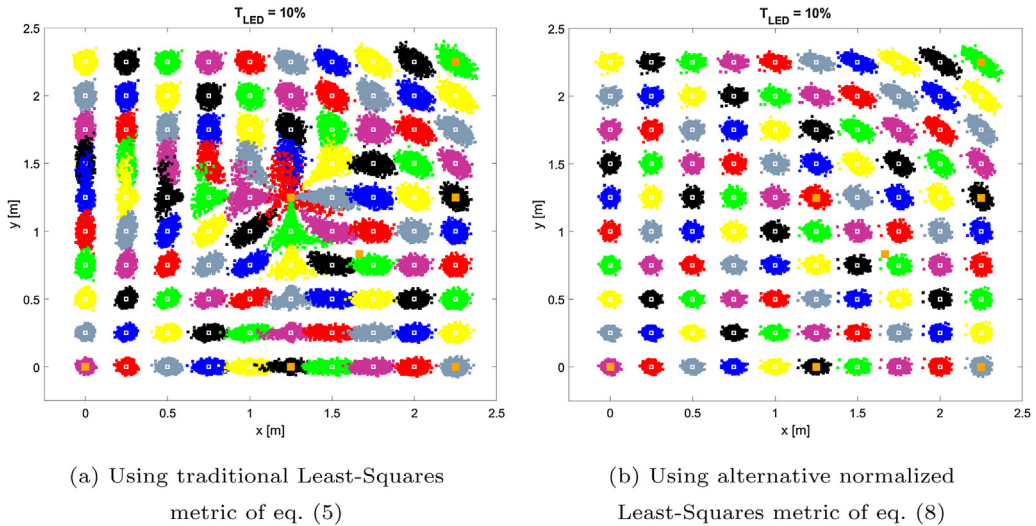 T_LED = 10%
2.5
2
1.5
1
0.5
0
y [m]
0 0.5 1 1.5 2 2.5
x [m]
(a) Using traditional Least-Squares
metric of eq. (5)
T_LED = 10%
2.5
2
1.5
1
0.5
0
y [m]
0 0.5 1 1.5 2 2.5
x [m]
(b) Using alternative normalized
Least-Squares metric of eq. (8)